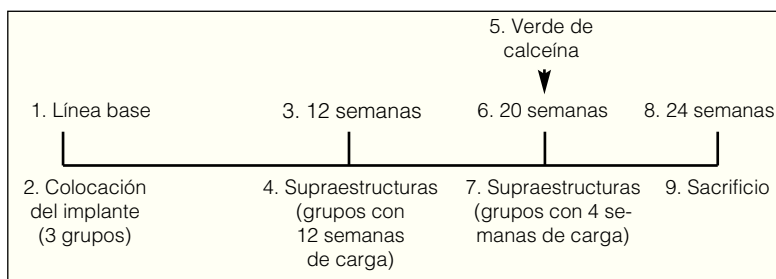 5. Verde de
calceína
1. Línea base
3. 12 semanas
6. 20 semanas
8. 24 semanas
2. Colocación
del implante
(3 grupos)
4. Supraestructuras
(grupos con
12 semanas
de carga)
7. Supraestructuras
(grupos con 4 se-
manas de carga)
9. Sacrificio